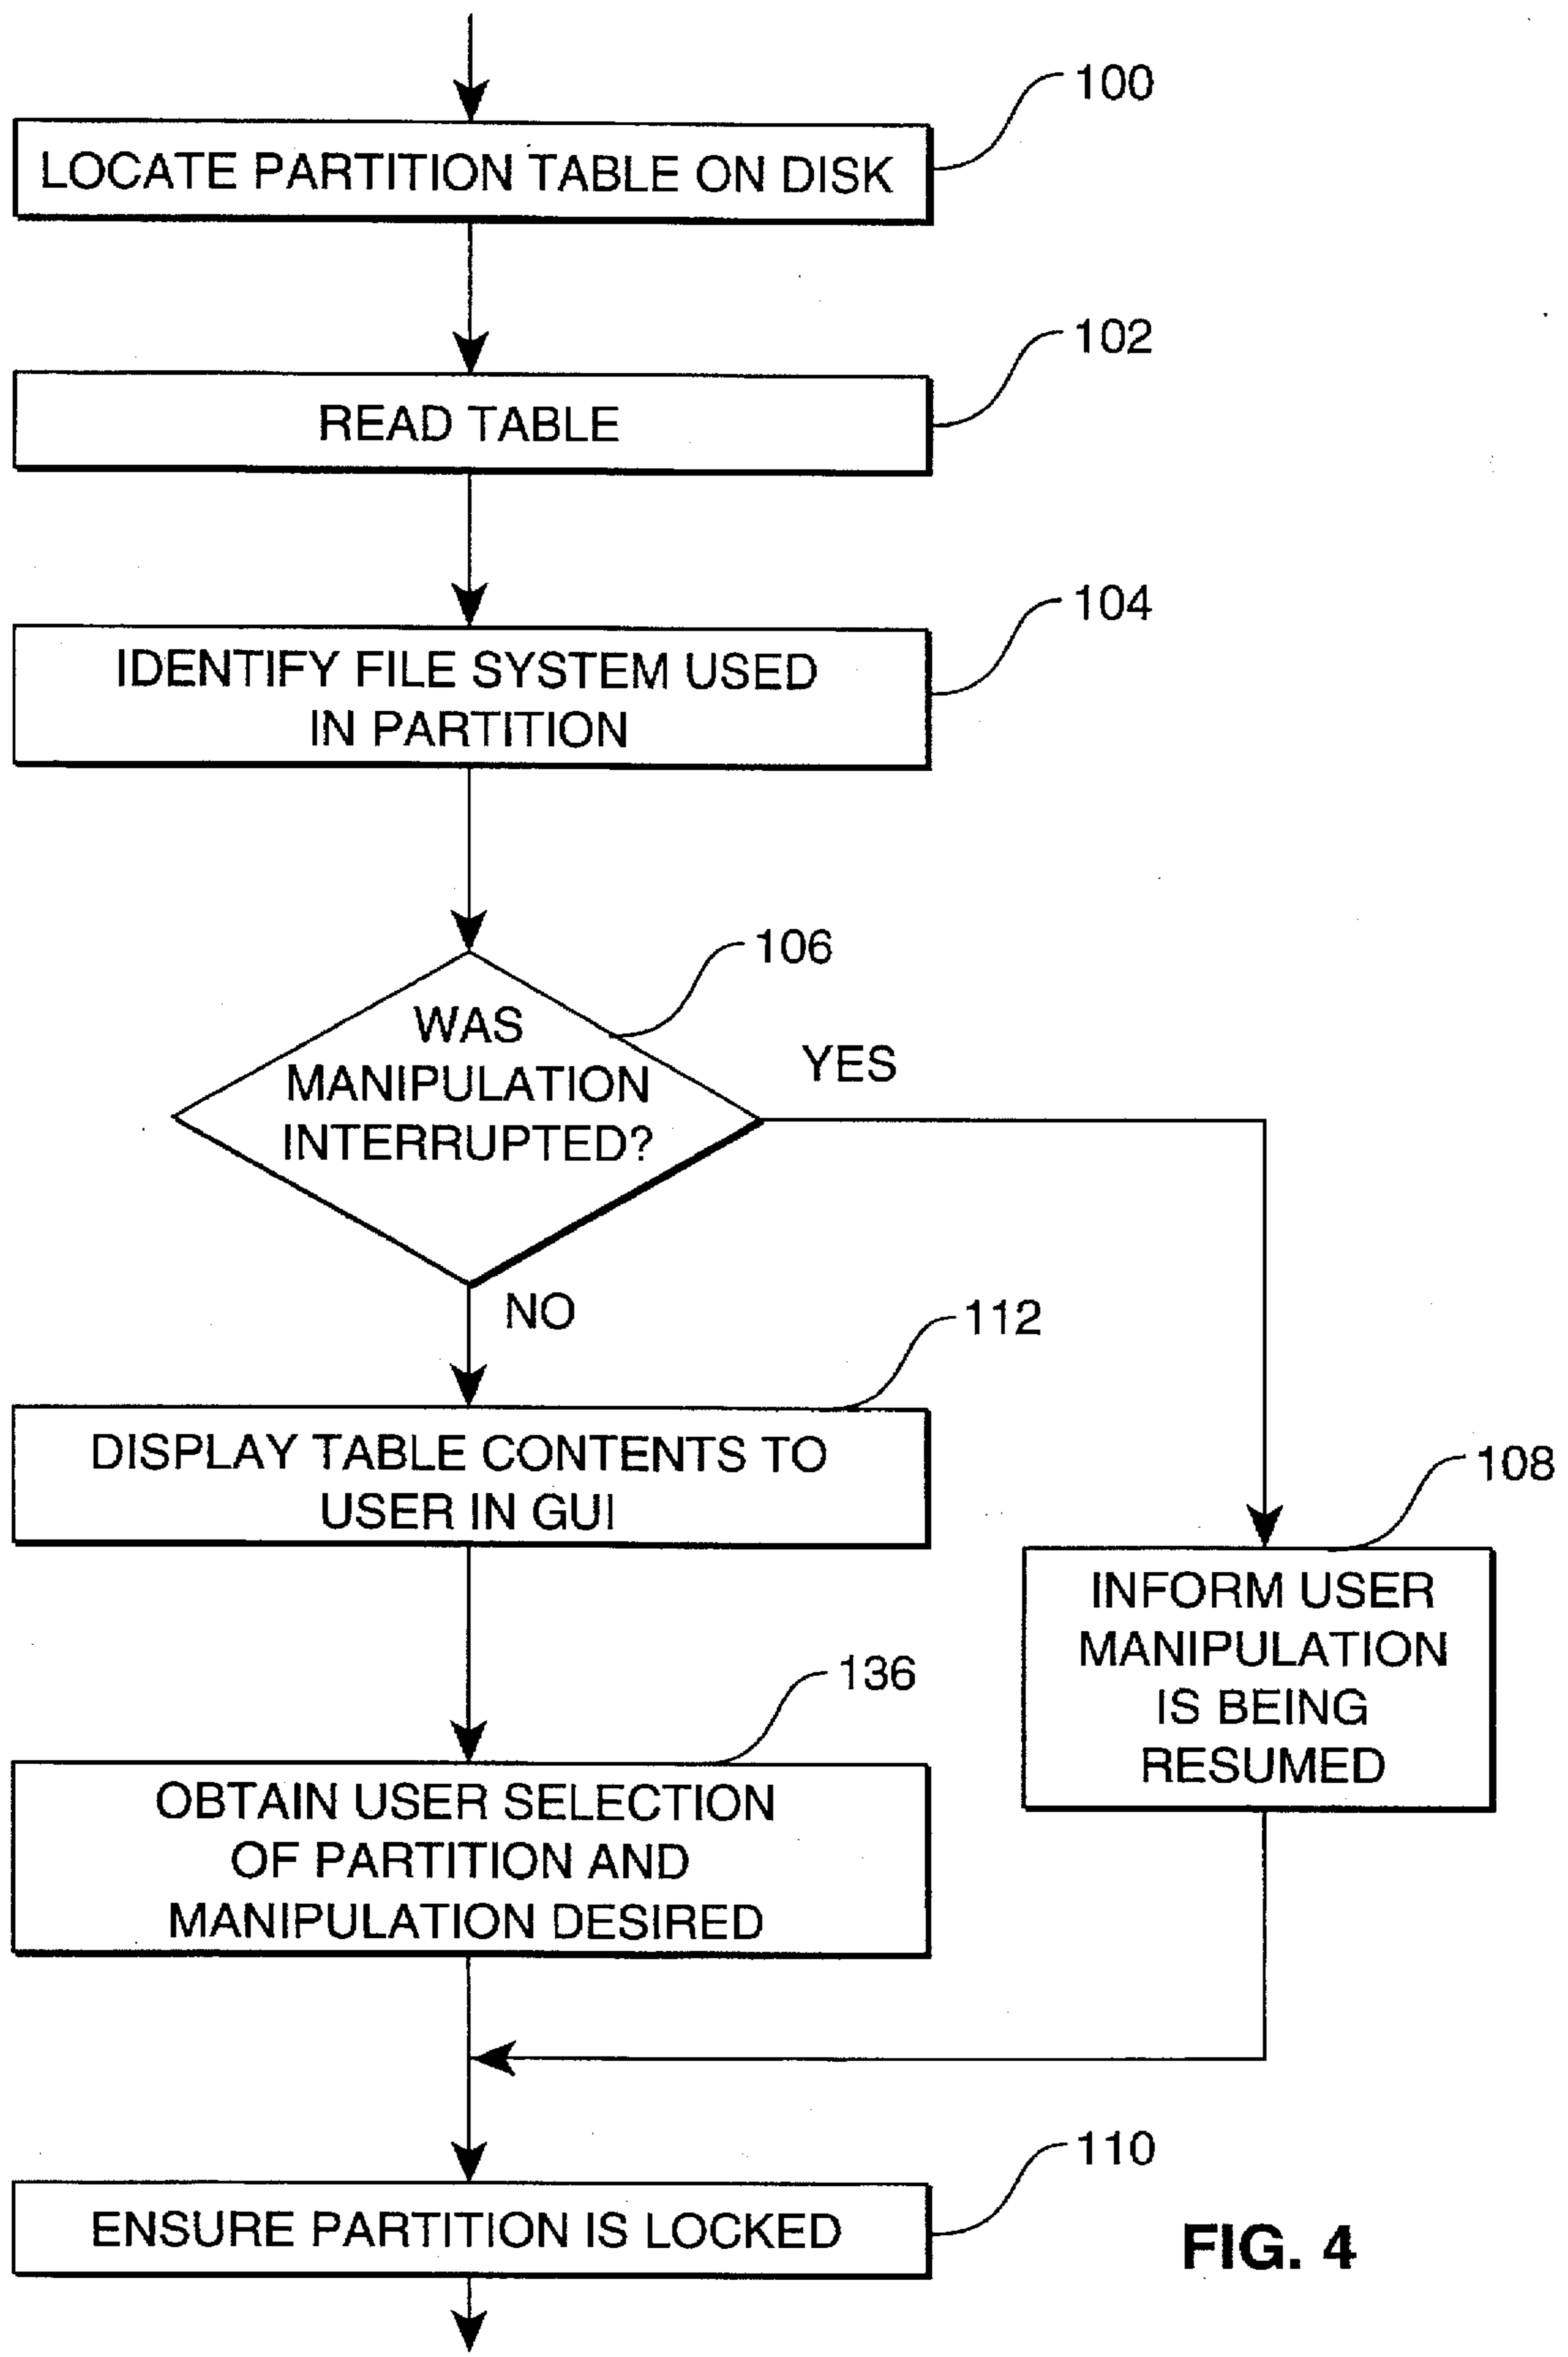 100
LOCATE PARTITION TABLE ON DISK
102
READ TABLE
104
IDENTIFY FILE SYSTEM USED
IN PARTITION
106
WAS
MANIPULATION
INTERRUPTED?
YES
NO
112
DISPLAY TABLE CONTENTS TO
USER IN GUI
108
INFORM USER
MANIPULATION
IS BEING
RESUMED
136
OBTAIN USER SELECTION
OF PARTITION AND
MANIPULATION DESIRED
110
ENSURE PARTITION IS LOCKED
FIG. 4